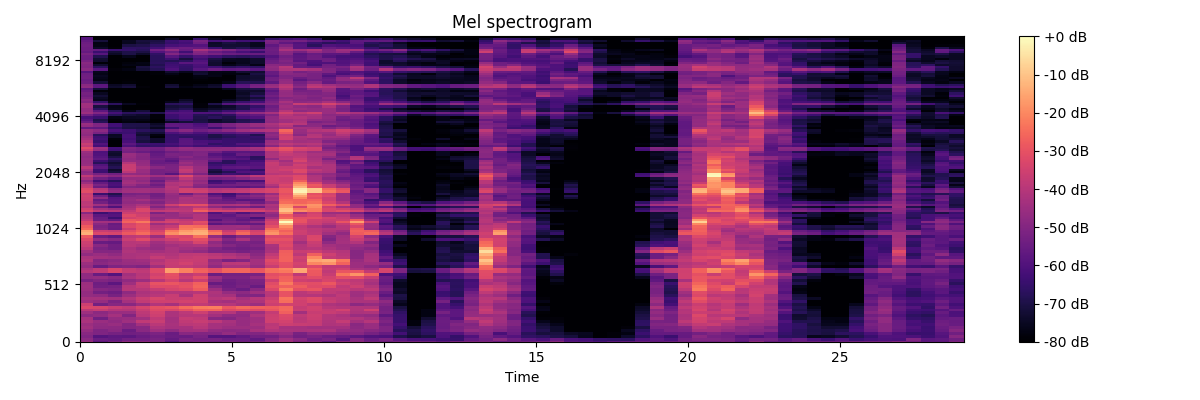 Mel spectrogram
Hz
8192
4096
2048
1024
512
0
0 5 10 15 20 25
Time
+0 dB
-10 dB
-20 dB
-30 dB
-40 dB
-50 dB
-60 dB
-70 dB
-80 dB